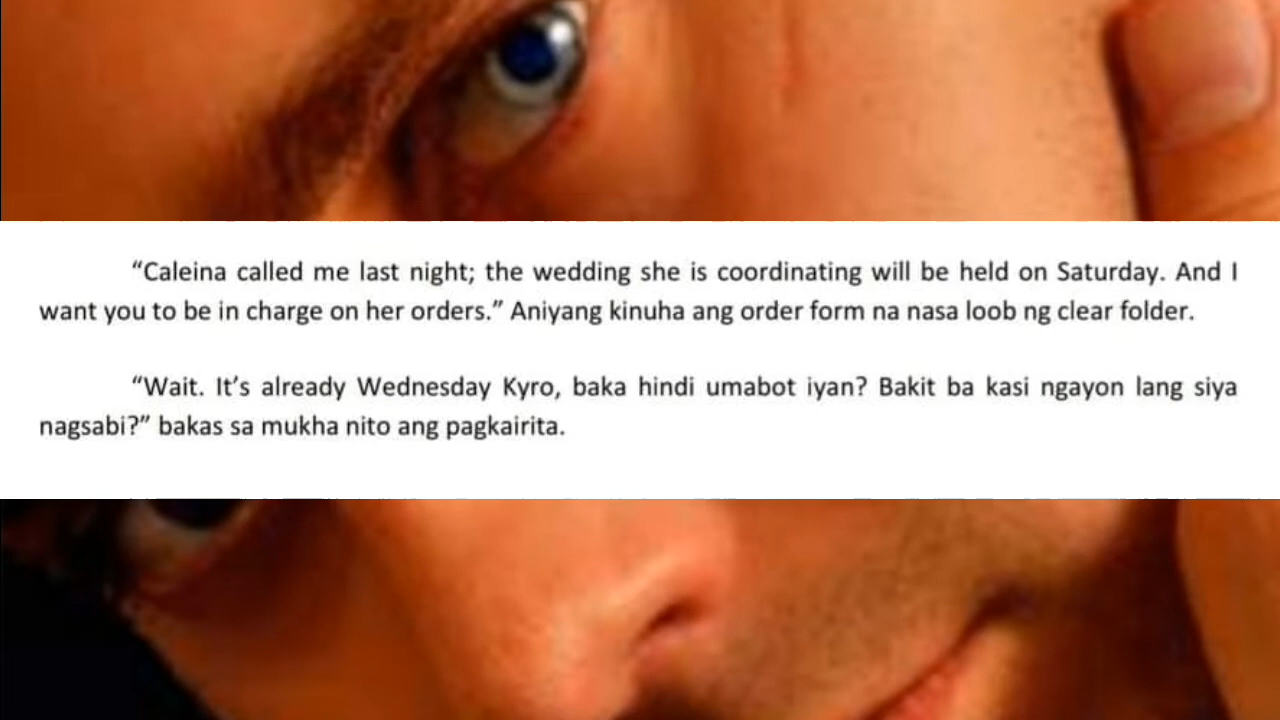 “Caleina called me last night; the wedding she is coordinating will be held on Saturday. And I
want you to be in charge on her orders.” Aniyang kinuha ang order form na nasa loob ng clear folder.
“Wait. It’s already Wednesday Kyro, baka hindi umabot iyan? Bakit ba kasi ngayon lang siya
nagsabi?” bakas sa mukha nito ang pagkairita.